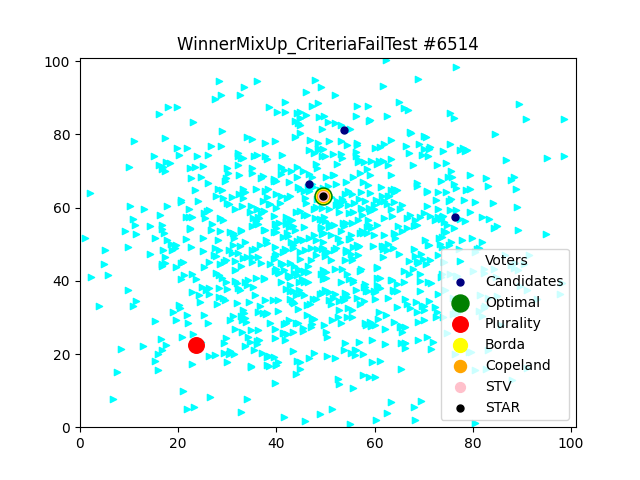 WinnerMixUp_CriteriaFailTest #6514
100
80
60
40
20
0
0 20 40 60 80 100
Voters
Candidates
Optimal
Plurality
Borda
Copeland
STV
STAR